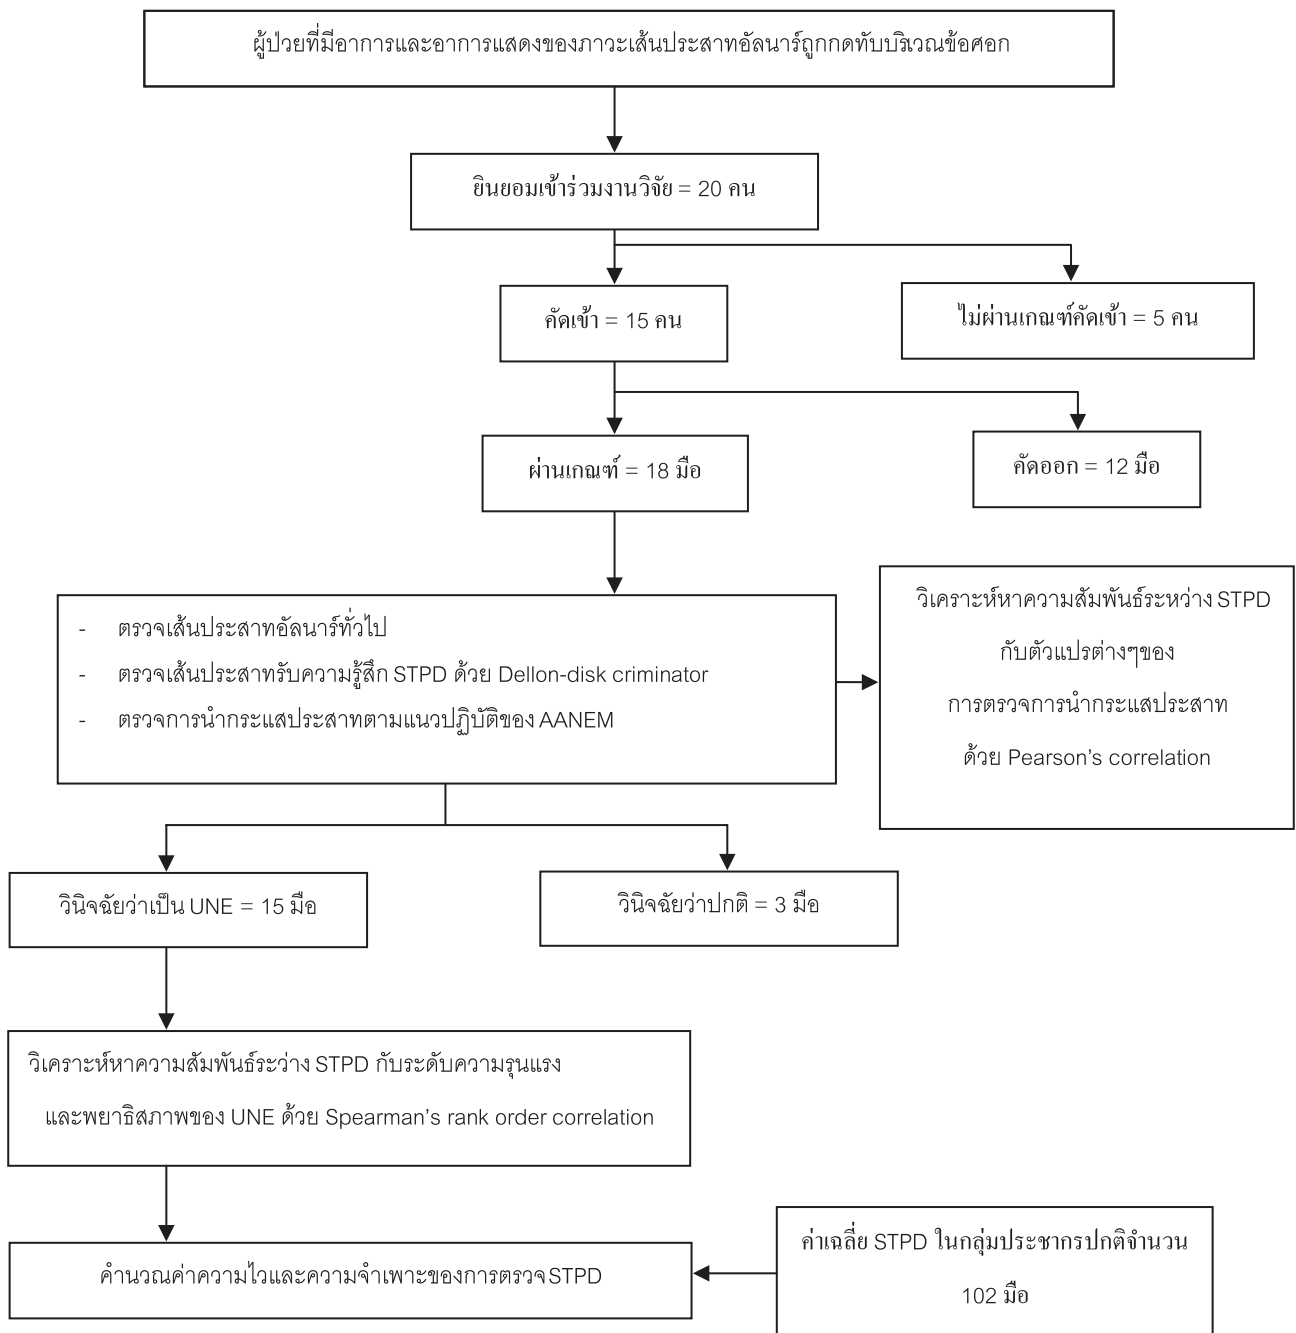 ผู้ป่วยที่มีอาการและอาการแสดงของภาวะเส้นประสาทอัลนาร์ถูกกดทับบริเวณข้อศอก
ยินยอมเข้าร่วมงานวิจัย = 20 คน
คัดเข้า = 15 คน
ไม่ผ่านเกณฑ์คัดเข้า = 5 คน
ผ่านเกณฑ์ = 18 มือ
คัดออก = 12 มือ
- ตรวจเส้นประสาทอัลนาร์ทั่วไป
- ตรวจเส้นประสาทรับความรู้สึก STPD ด้วย Dellon-disk criminator
- ตรวจการนำกระแสประสาทตามแนวปฏิบัติของ AANEM
วิเคราะห์หาความสัมพันธ์ระหว่าง STPD
กับตัวแปรต่างๆของ
การตรวจการนำกระแสประสาท
ด้วย Pearson's correlation
วินิจฉัยว่าเป็น UNE = 15 มือ
วินิจฉัยว่าปกติ = 3 มือ
วิเคราะห์หาความสัมพันธ์ระว่าง STPD กับระดับความรุนแรง
และพยาธิสภาพของ UNE ด้วย Spearman's rank order correlation
คำนวณค่าความไวและความจำเพาะของการตรวจ STPD
ค่าเฉลี่ย STPD ในกลุ่มประชากรปกติจำนวน
102 มือ